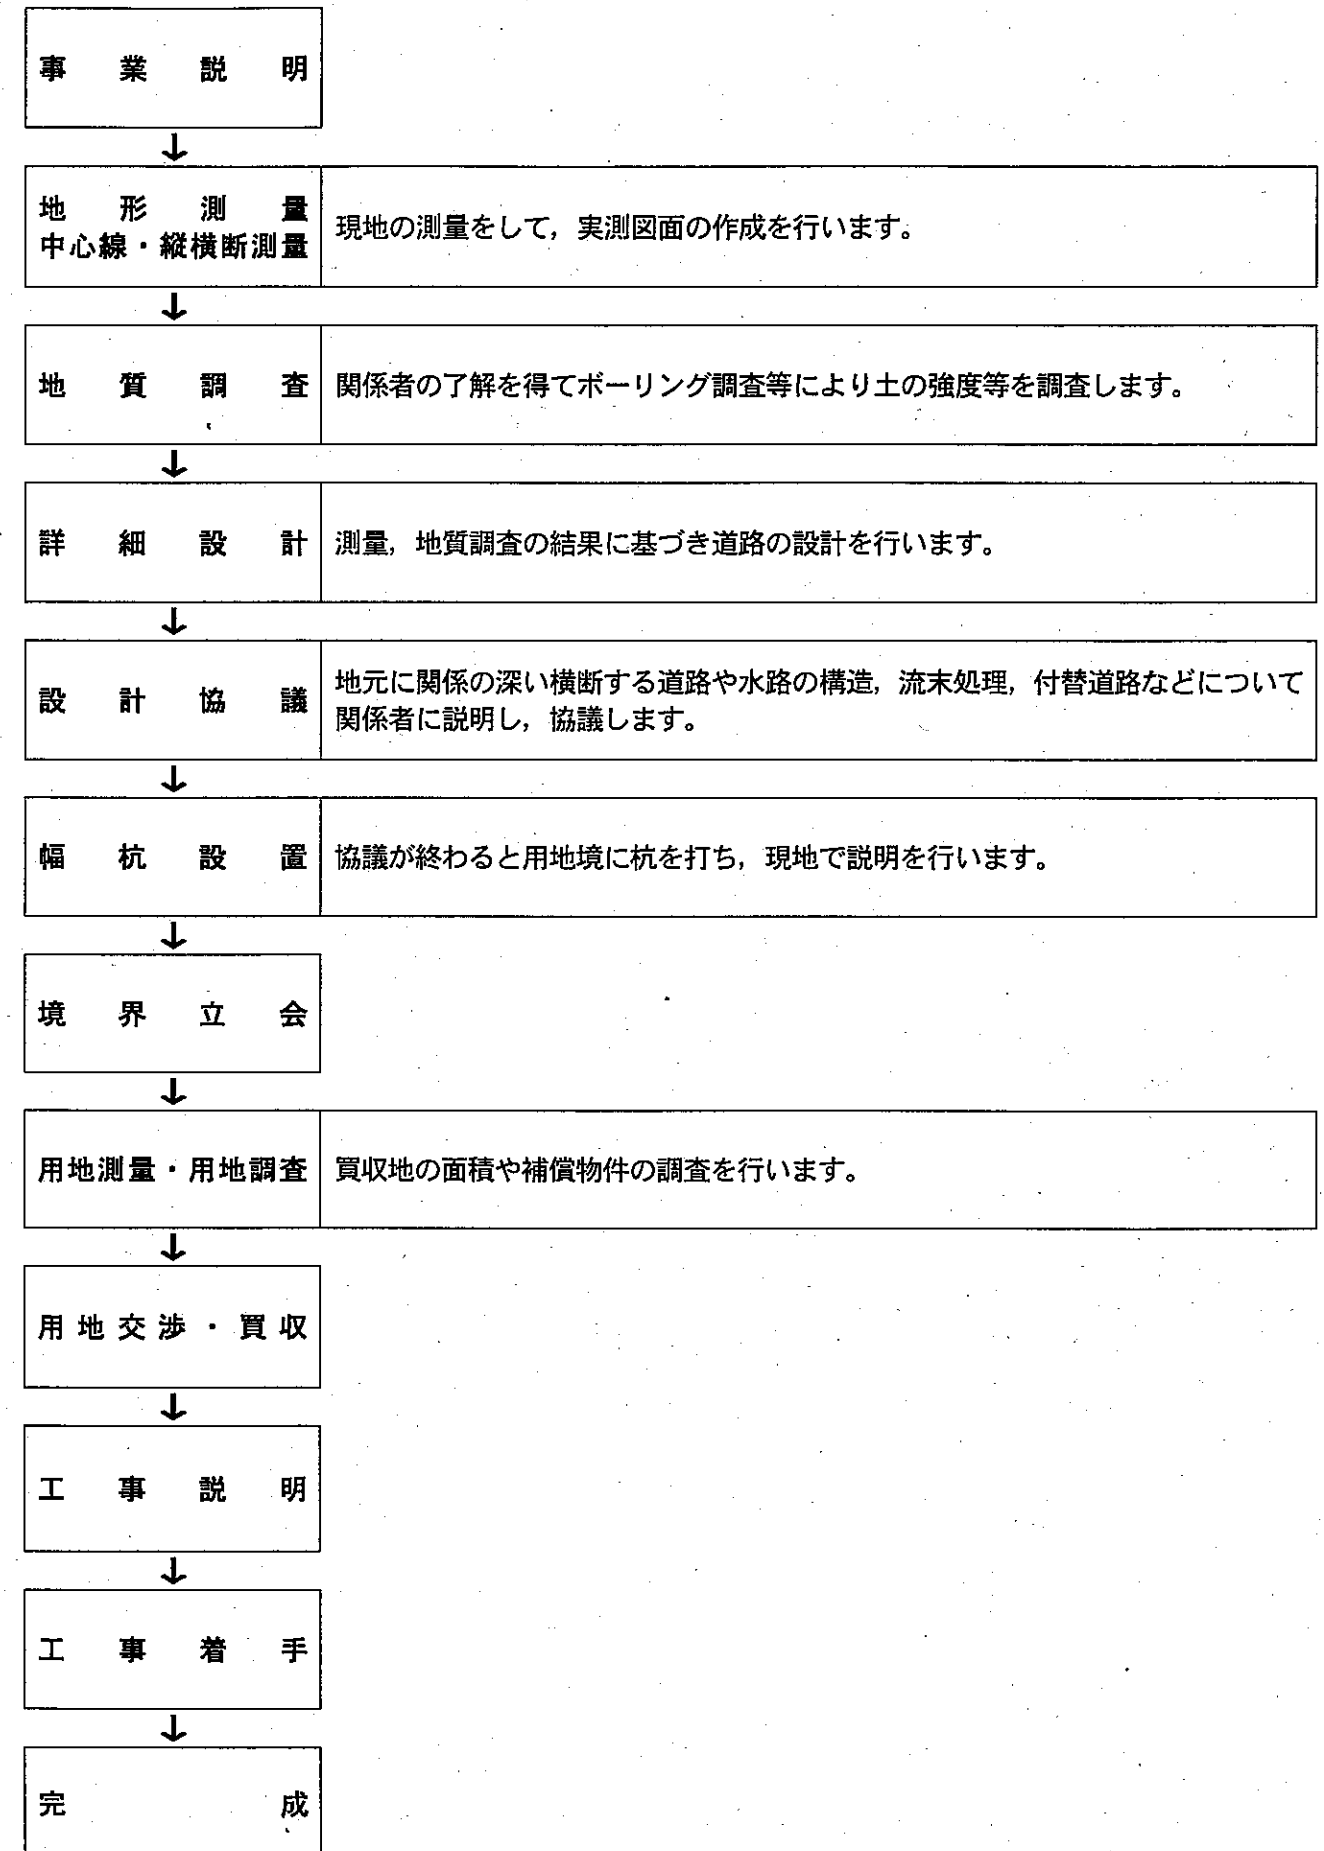 事業説明
↓
地形測量
中心線・縦横断測量
現地の測量をして，実測図面の作成を行います。
↓
地質調査
関係者の了解を得てボーリング調査等により土の強度等を調査します。
↓
詳細設計
測量，地質調査の結果に基づき道路の設計を行います。
↓
設計協議
地元に関係の深い横断する道路や水路の構造，流末処理，付替道路などについて
関係者に説明し，協議します。
↓
幅杭設置
協議が終わると用地境に杭を打ち，現地で説明を行います。
↓
境界立会
↓
用地測量・用地調査
買収地の面積や補償物件の調査を行います。
↓
用地交渉・買収
↓
工事説明
↓
工事着手
↓
完成